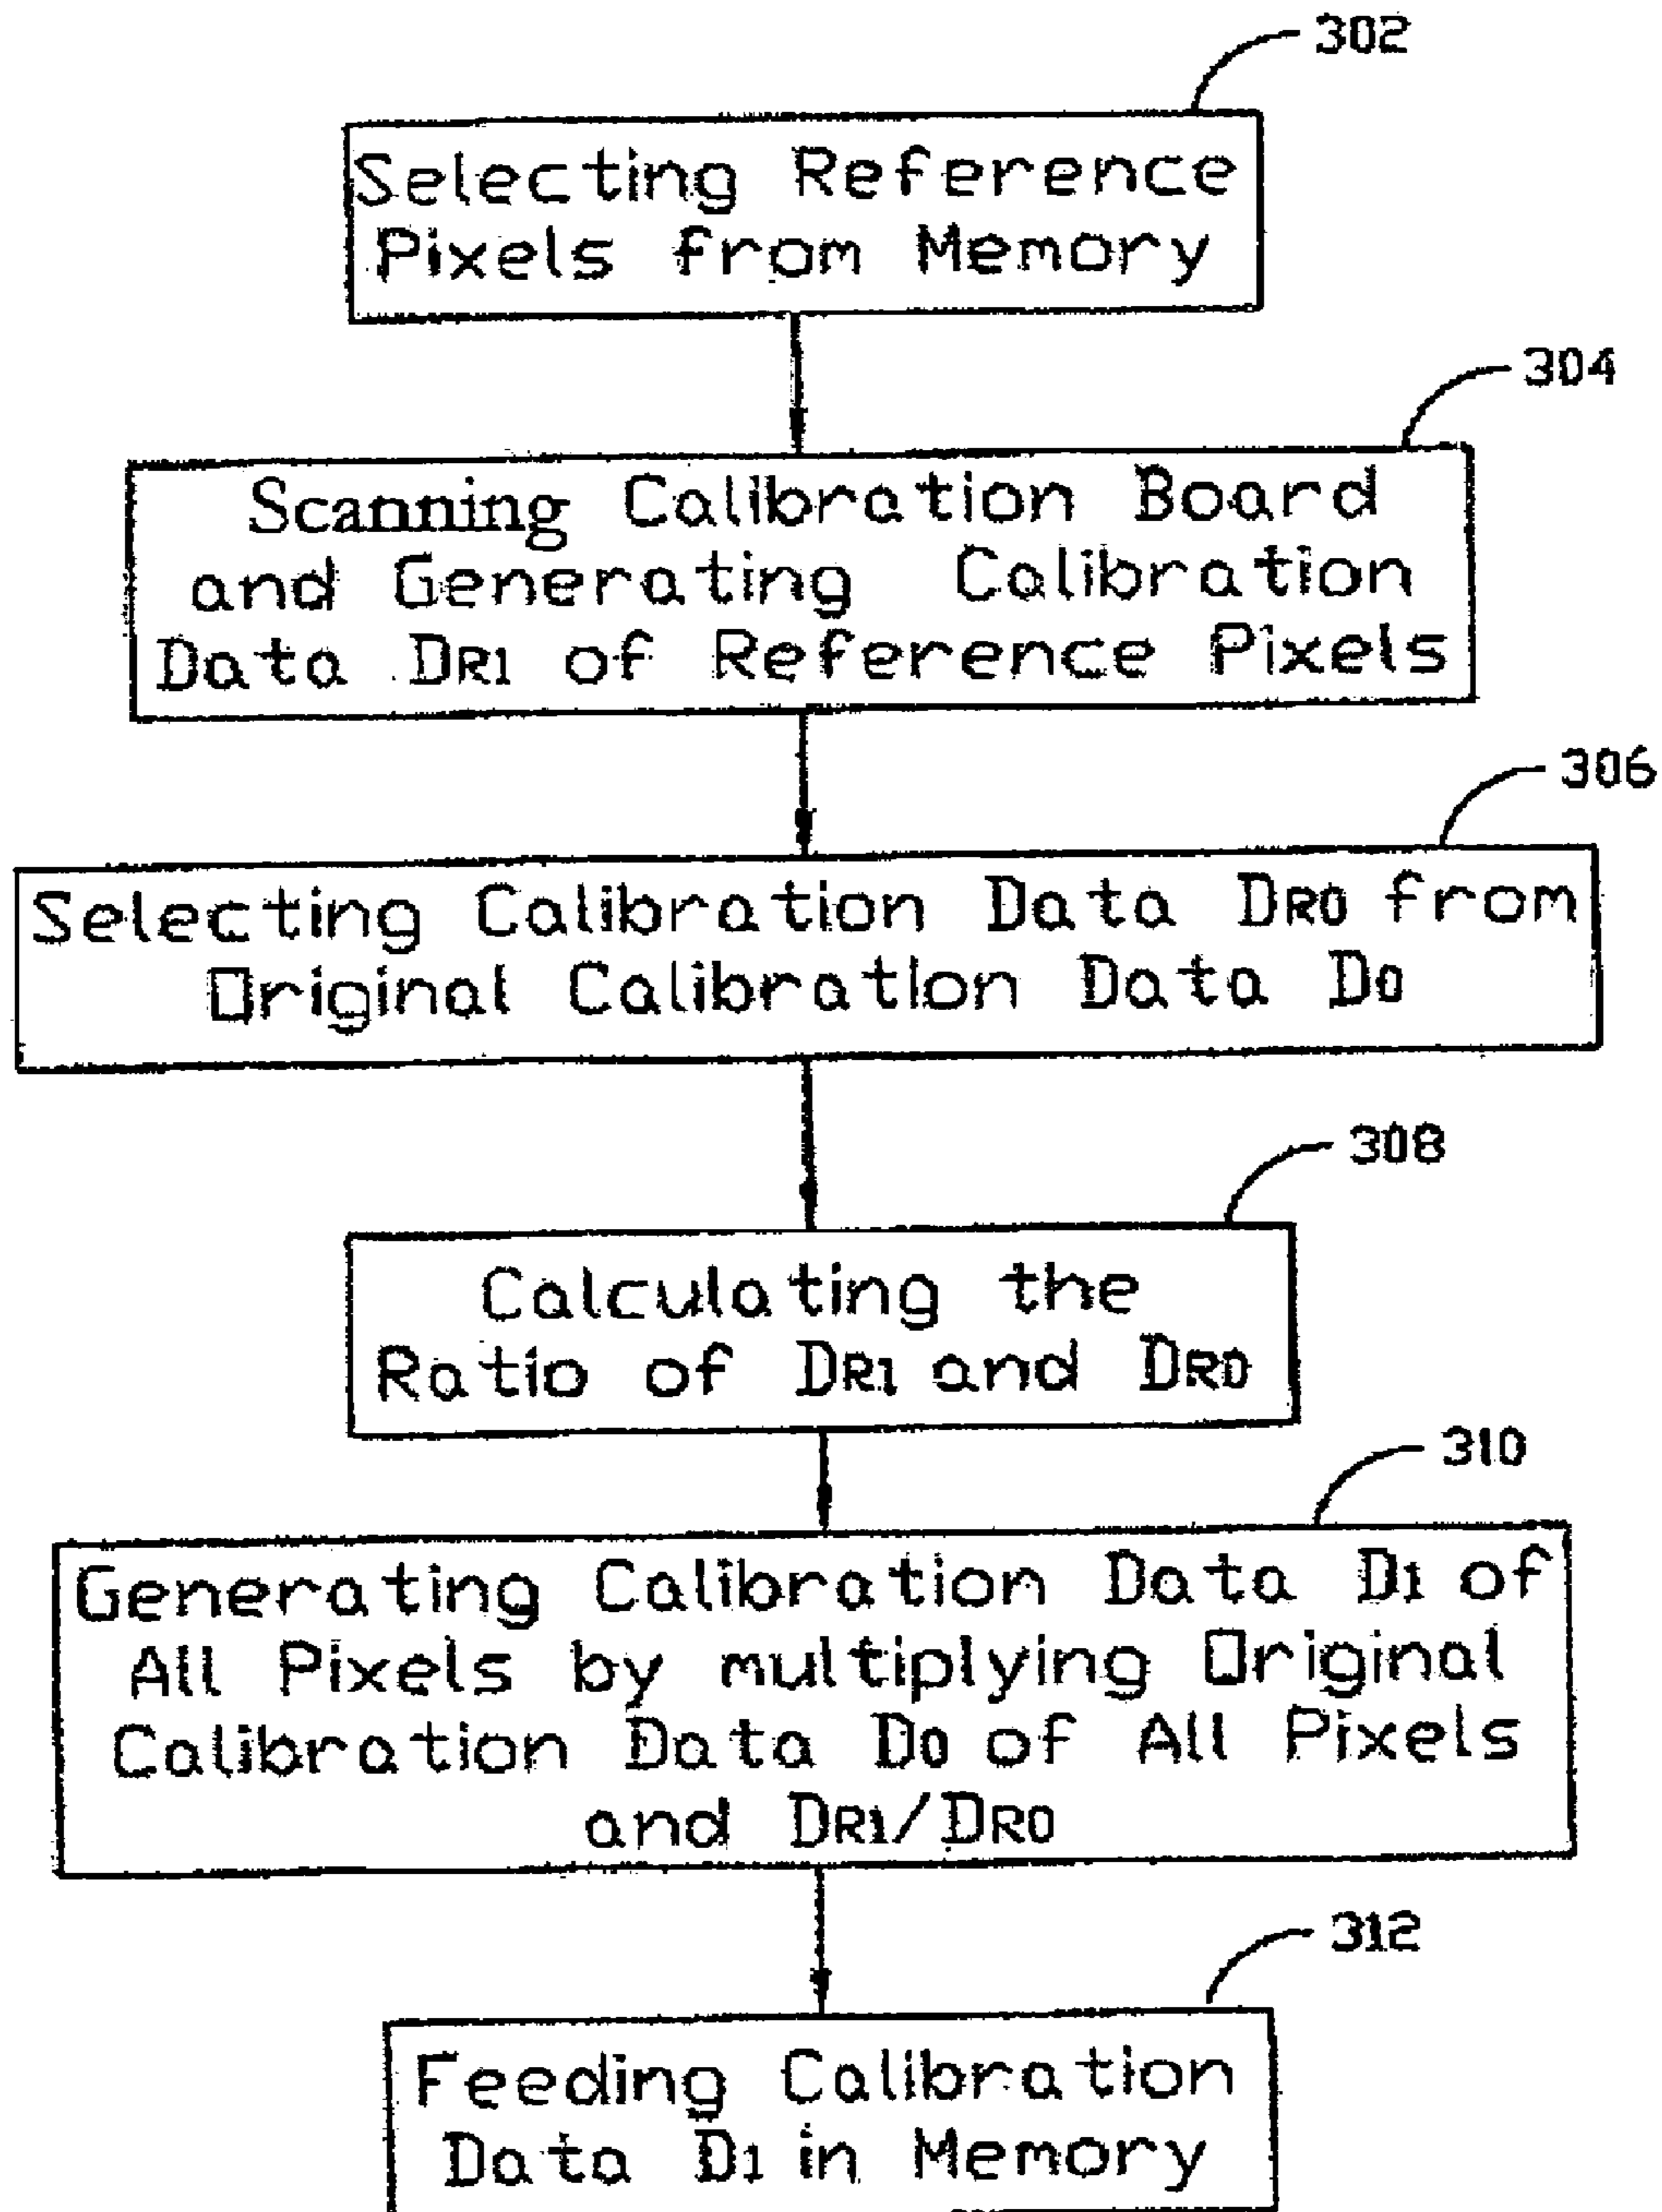 302
Selecting Reference
Pixels from Memory
304
Scanning Calibration Board
and Generating Calibration
Data DR1 of Reference Pixels
306
Selecting Calibration Data DR0 from
Original Calibration Data D0
308
Calculating the
Ratio of DR1 and DR0
310
Generating Calibration Data D1 of
All Pixels by multiplying Original
Calibration Data D0 of All Pixels
and DR1/DR0
312
Feeding Calibration
Data D1 in Memory